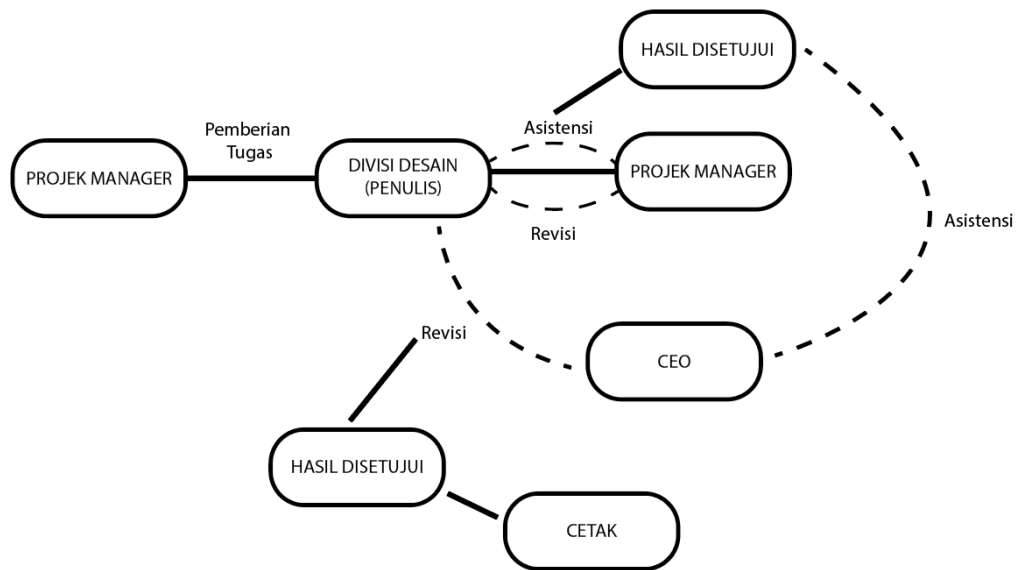 HASIL DISETUJUI
Pemberian
Tugas
Asistensi
PROJEK MANAGER
DIVISI DESAIN
(PENULIS)
PROJEK MANAGER
Revisi
Asistensi
Revisi
CEO
HASIL DISETUJUI
CETAK